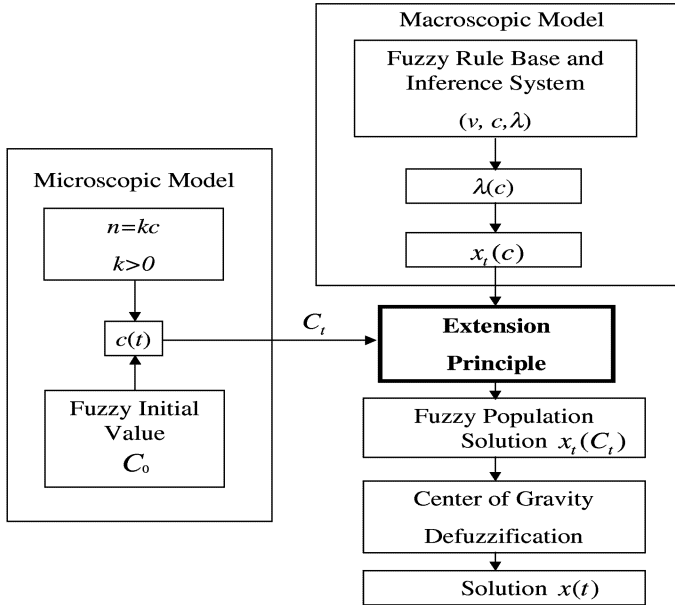 Macroscopic Model
Fuzzy Rule Base and
Inference System
(v, c,λ)
λ(c)
x_t(c)
Microscopic Model
n=kc
k>0
c(t)
Fuzzy Initial
Value
C₀
C_t
Extension
Principle
Fuzzy Population
Solution x_t(C_t)
Center of Gravity
Defuzzification
Solution x(t)